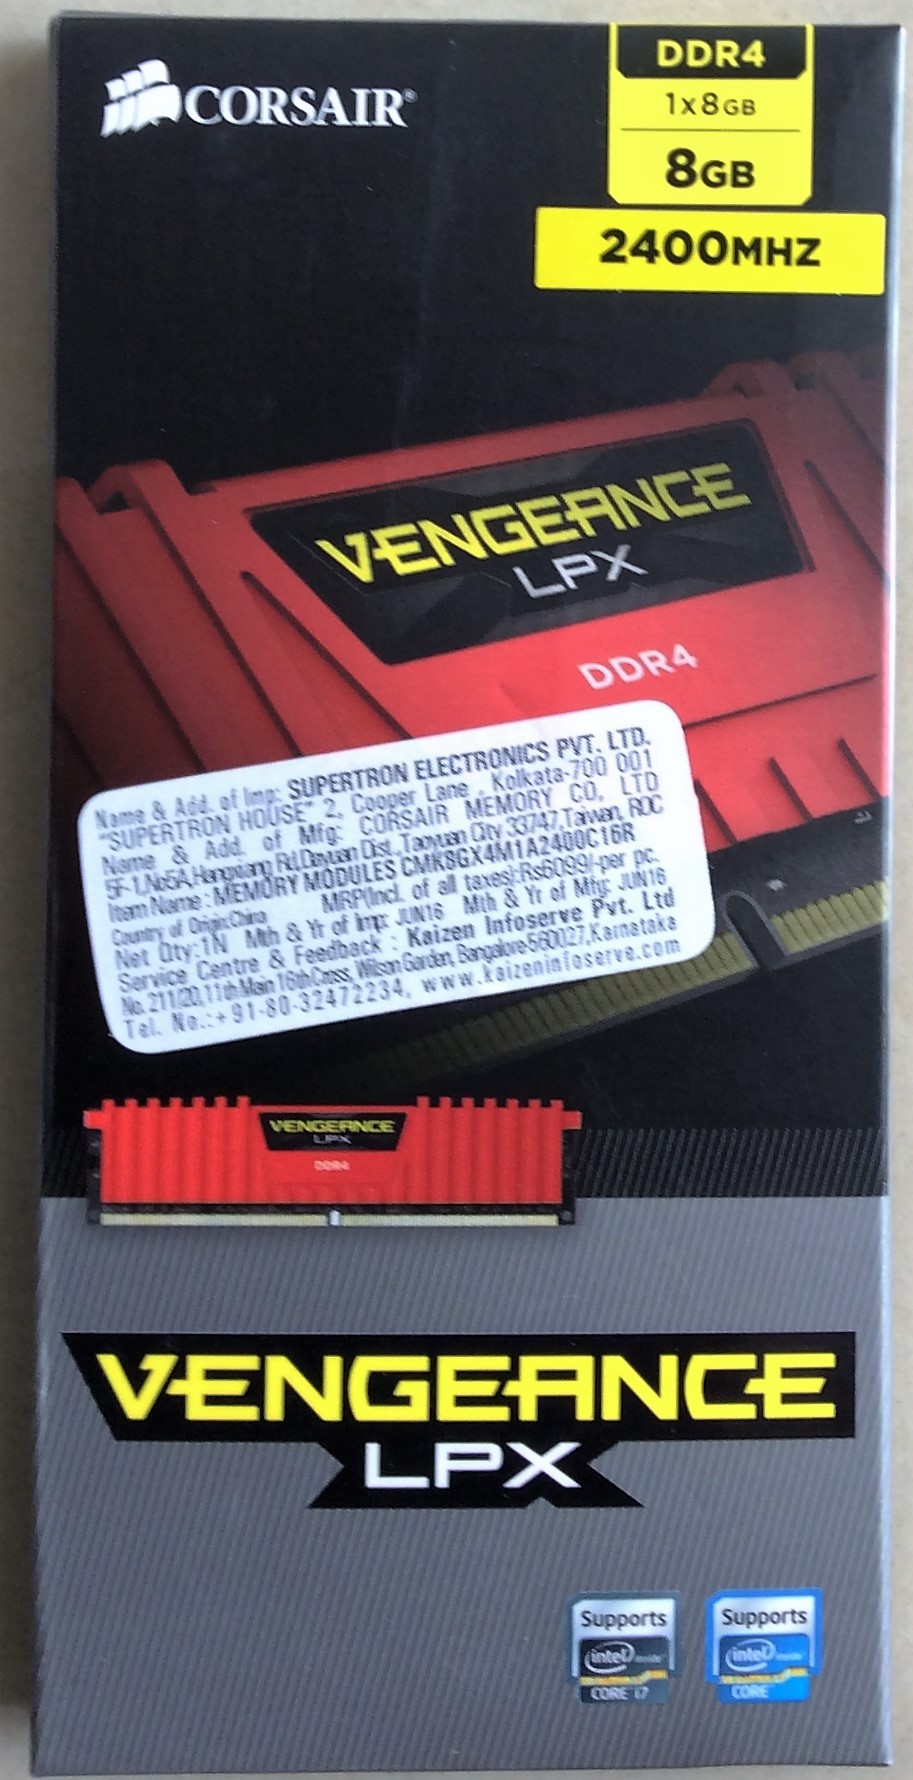 CORSAIR®
DDR4
1x8GB
8GB
2400MHZ
VENGEANCE
LPX
DDR4
Name & Add. of Imp: SUPERTRON ELECTRONICS PVT. LTD.
"SUPERTRON HOUSE" 2, Cooper Lane , Kolkata-700 001
Name & Add. of Mfg: CORSAIR MEMORY CO, LTD
5F-1,No5A,Hangxiang Rd,Dayuan Dist.,Taoyuan City 33747,Taiwan, ROC
Item Name : MEMORY MODULES CMK8GX4M1A2400C16R
Country of Origin:China MRP(Incl. of all taxes):Rs6099/-per pc.
Net Qty:1N Mth & Yr of Imp: JUN16 Mth & Yr of Mfg: JUN16
Service Centre & Feedback : Kaizen Infoserve Pvt. Ltd
No. 211/20,11th Main 16th Cross, Wilson Garden, Bangalore-560027,Karnataka
Tel. No.:+91-80-32472234, www.kaizeninfoserve.com
VENGEANCE
LPX
DDR4
VENGEANCE
LPX
Supports
intel inside
CORE i7
Supports
intel inside
CORE